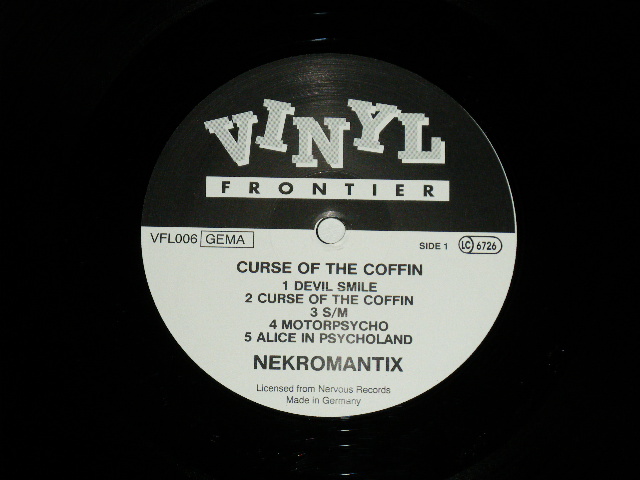 VINYL
FRONTIER
VFL006 GEMA
SIDE 1 LC 6726
CURSE OF THE COFFIN
1 DEVIL SMILE
2 CURSE OF THE COFFIN
3 S/M
4 MOTORPSYCHO
5 ALICE IN PSYCHOLAND
NEKROMANTIX
Licensed from Nervous Records
Made in Germany